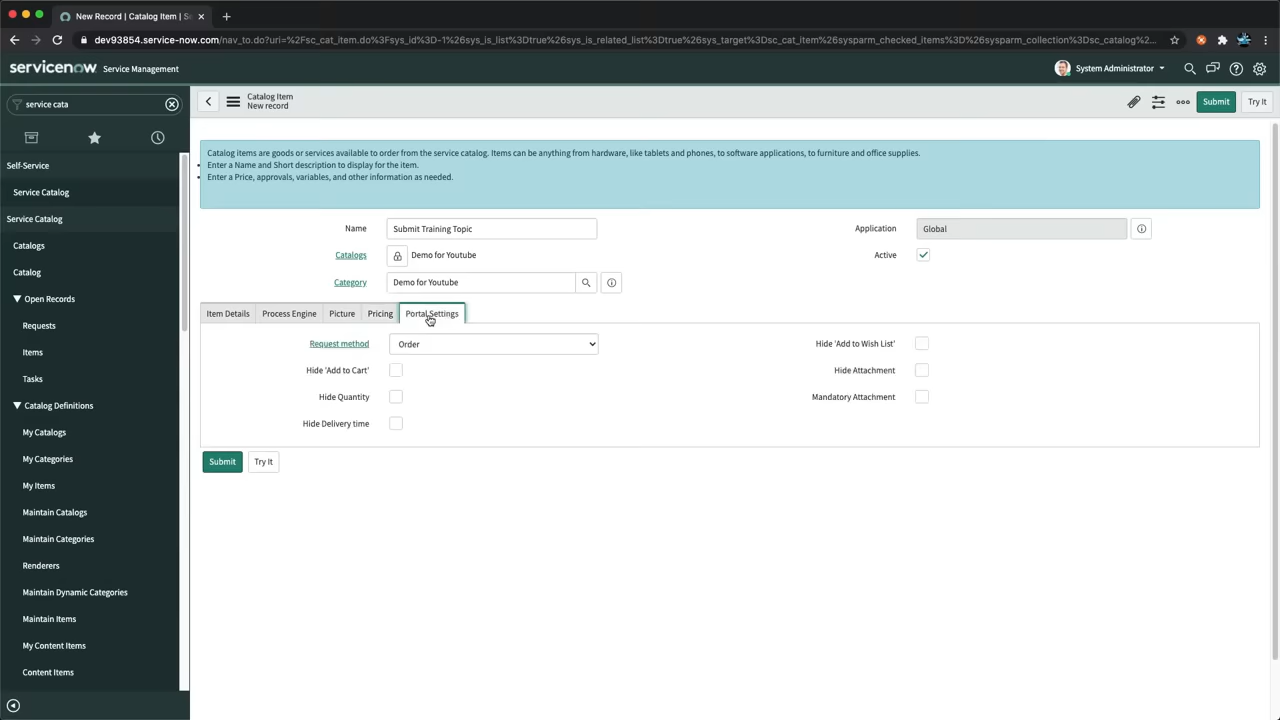 New Record | Catalog Item | Se
dev93854.service-now.com/nav_to.do?uri=%2Fsc_cat_item.do%3Fsys_id%3D-1%26sys_is_list%3Dtrue%26sys_is_related_list%3Dtrue%26sys_target%3Dsc_cat_item%26sysparm_checked_items%3D%26sysparm_collection%3Dsc_catalog...
servicenow Service Management
System Administrator
service cata
Catalog Item
New record
Submit
Try It
Self-Service
Service Catalog
Service Catalog
Catalogs
Catalog
Open Records
Requests
Items
Tasks
Catalog Definitions
My Catalogs
My Categories
My Items
Maintain Catalogs
Maintain Categories
Renderers
Maintain Dynamic Categories
Maintain Items
My Content Items
Content Items
Catalog items are goods or services available to order from the service catalog. Items can be anything from hardware, like tablets and phones, to software applications, to furniture and office supplies.
• Enter a Name and Short description to display for the item.
• Enter a Price, approvals, variables, and other information as needed.
Name Submit Training Topic
Application Global
Catalogs Demo for Youtube
Active
Category Demo for Youtube
Item Details Process Engine Picture Pricing Portal Settings
Request method Order
Hide 'Add to Wish List'
Hide 'Add to Cart'
Hide Attachment
Hide Quantity
Mandatory Attachment
Hide Delivery time
Submit Try It